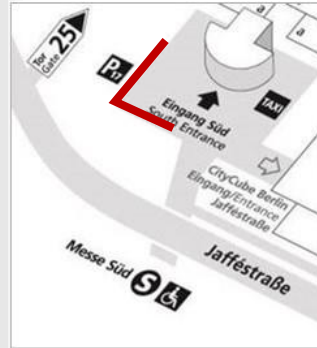 a
a
Tor
Gate 25
P
17
Eingang Süd
South Entrance
TAXI
CityCube Berlin
Eingang/Entrance
Jafféstraße
Messe Süd S
Jafféstraße